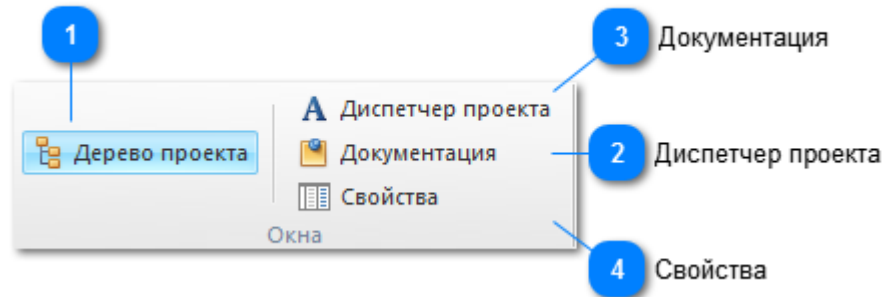 1
3 Документация
A Диспетчер проекта
Дерево проекта
Документация
2 Диспетчер проекта
Свойства
Окна
4 Свойства